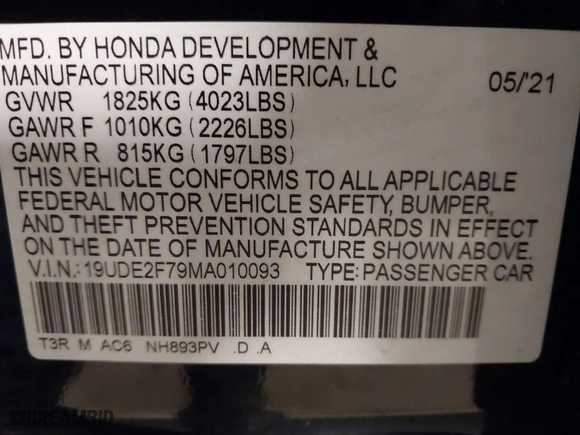 MFD. BY HONDA DEVELOPMENT &
MANUFACTURING OF AMERICA, LLC 05/'21
GVWR 1825KG (4023LBS)
GAWR F 1010KG (2226LBS)
GAWR R 815KG (1797LBS)
THIS VEHICLE CONFORMS TO ALL APPLICABLE
FEDERAL MOTOR VEHICLE SAFETY, BUMPER,
AND THEFT PREVENTION STANDARDS IN EFFECT
ON THE DATE OF MANUFACTURE SHOWN ABOVE.
V.I.N.:19UDE2F79MA010093 TYPE:PASSENGER CAR
T3R M AC6 NH893PV .D .A
DREAMBID